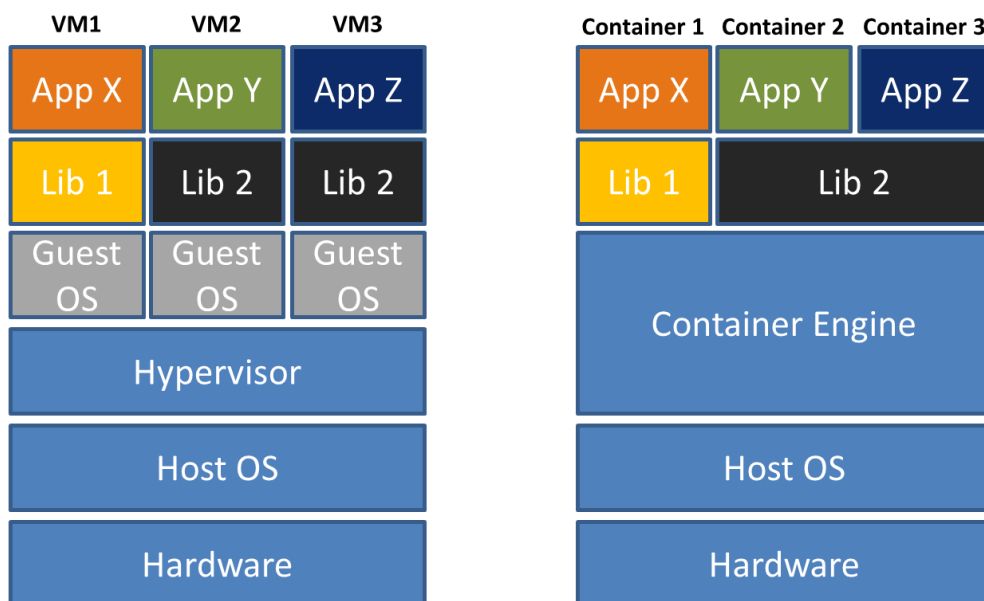 VM1 VM2 VM3
App X App Y App Z
Lib 1 Lib 2 Lib 2
Guest Guest Guest
OS OS OS
Hypervisor
Host OS
Hardware
Container 1 Container 2 Container 3
App X App Y App Z
Lib 1 Lib 2
Container Engine
Host OS
Hardware